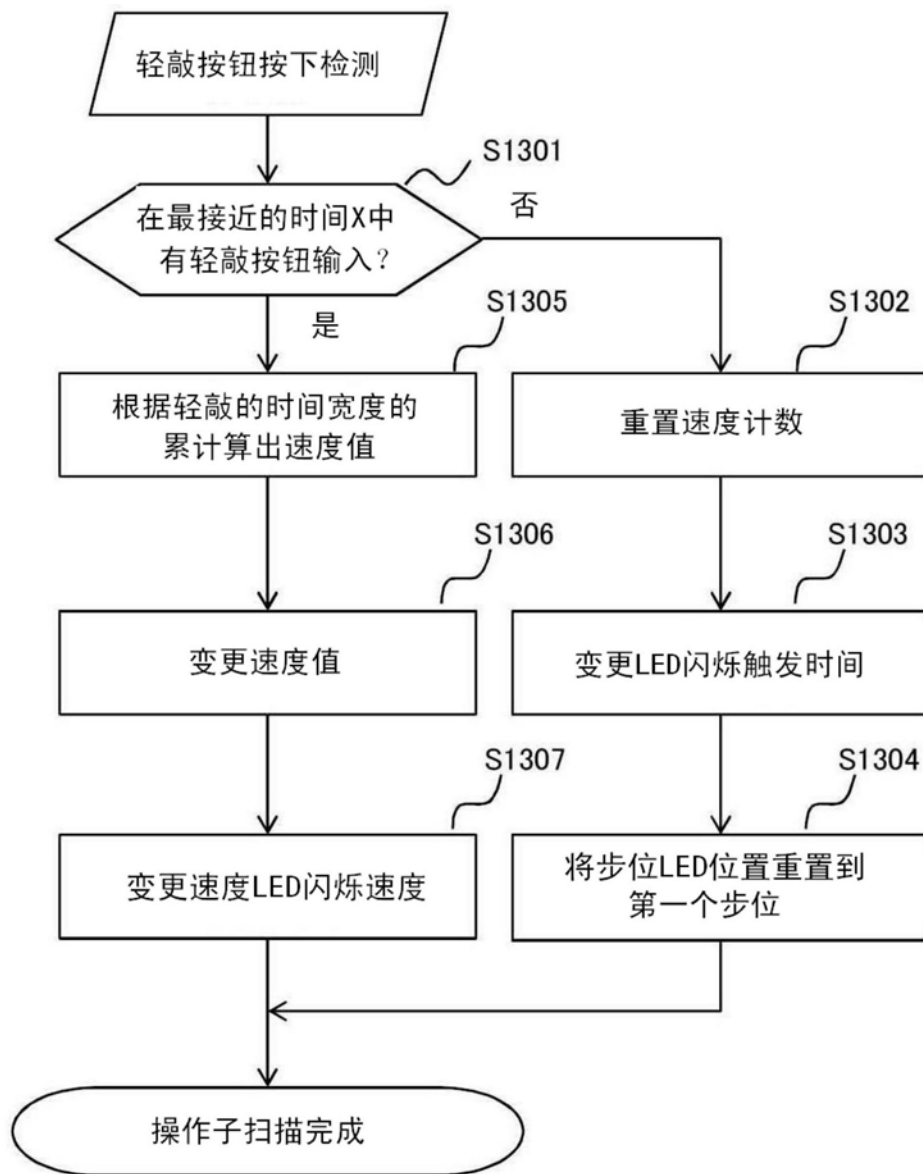 轻敲按钮按下检测
S1301
在最接近的时间X中
有轻敲按钮输入?
否
是
S1305
S1302
根据轻敲的时间宽度的
累计算出速度值
重置速度计数
S1306
S1303
变更速度值
变更LED闪烁触发时间
S1307
S1304
变更速度LED闪烁速度
将步位LED位置重置到
第一个步位
操作子扫描完成